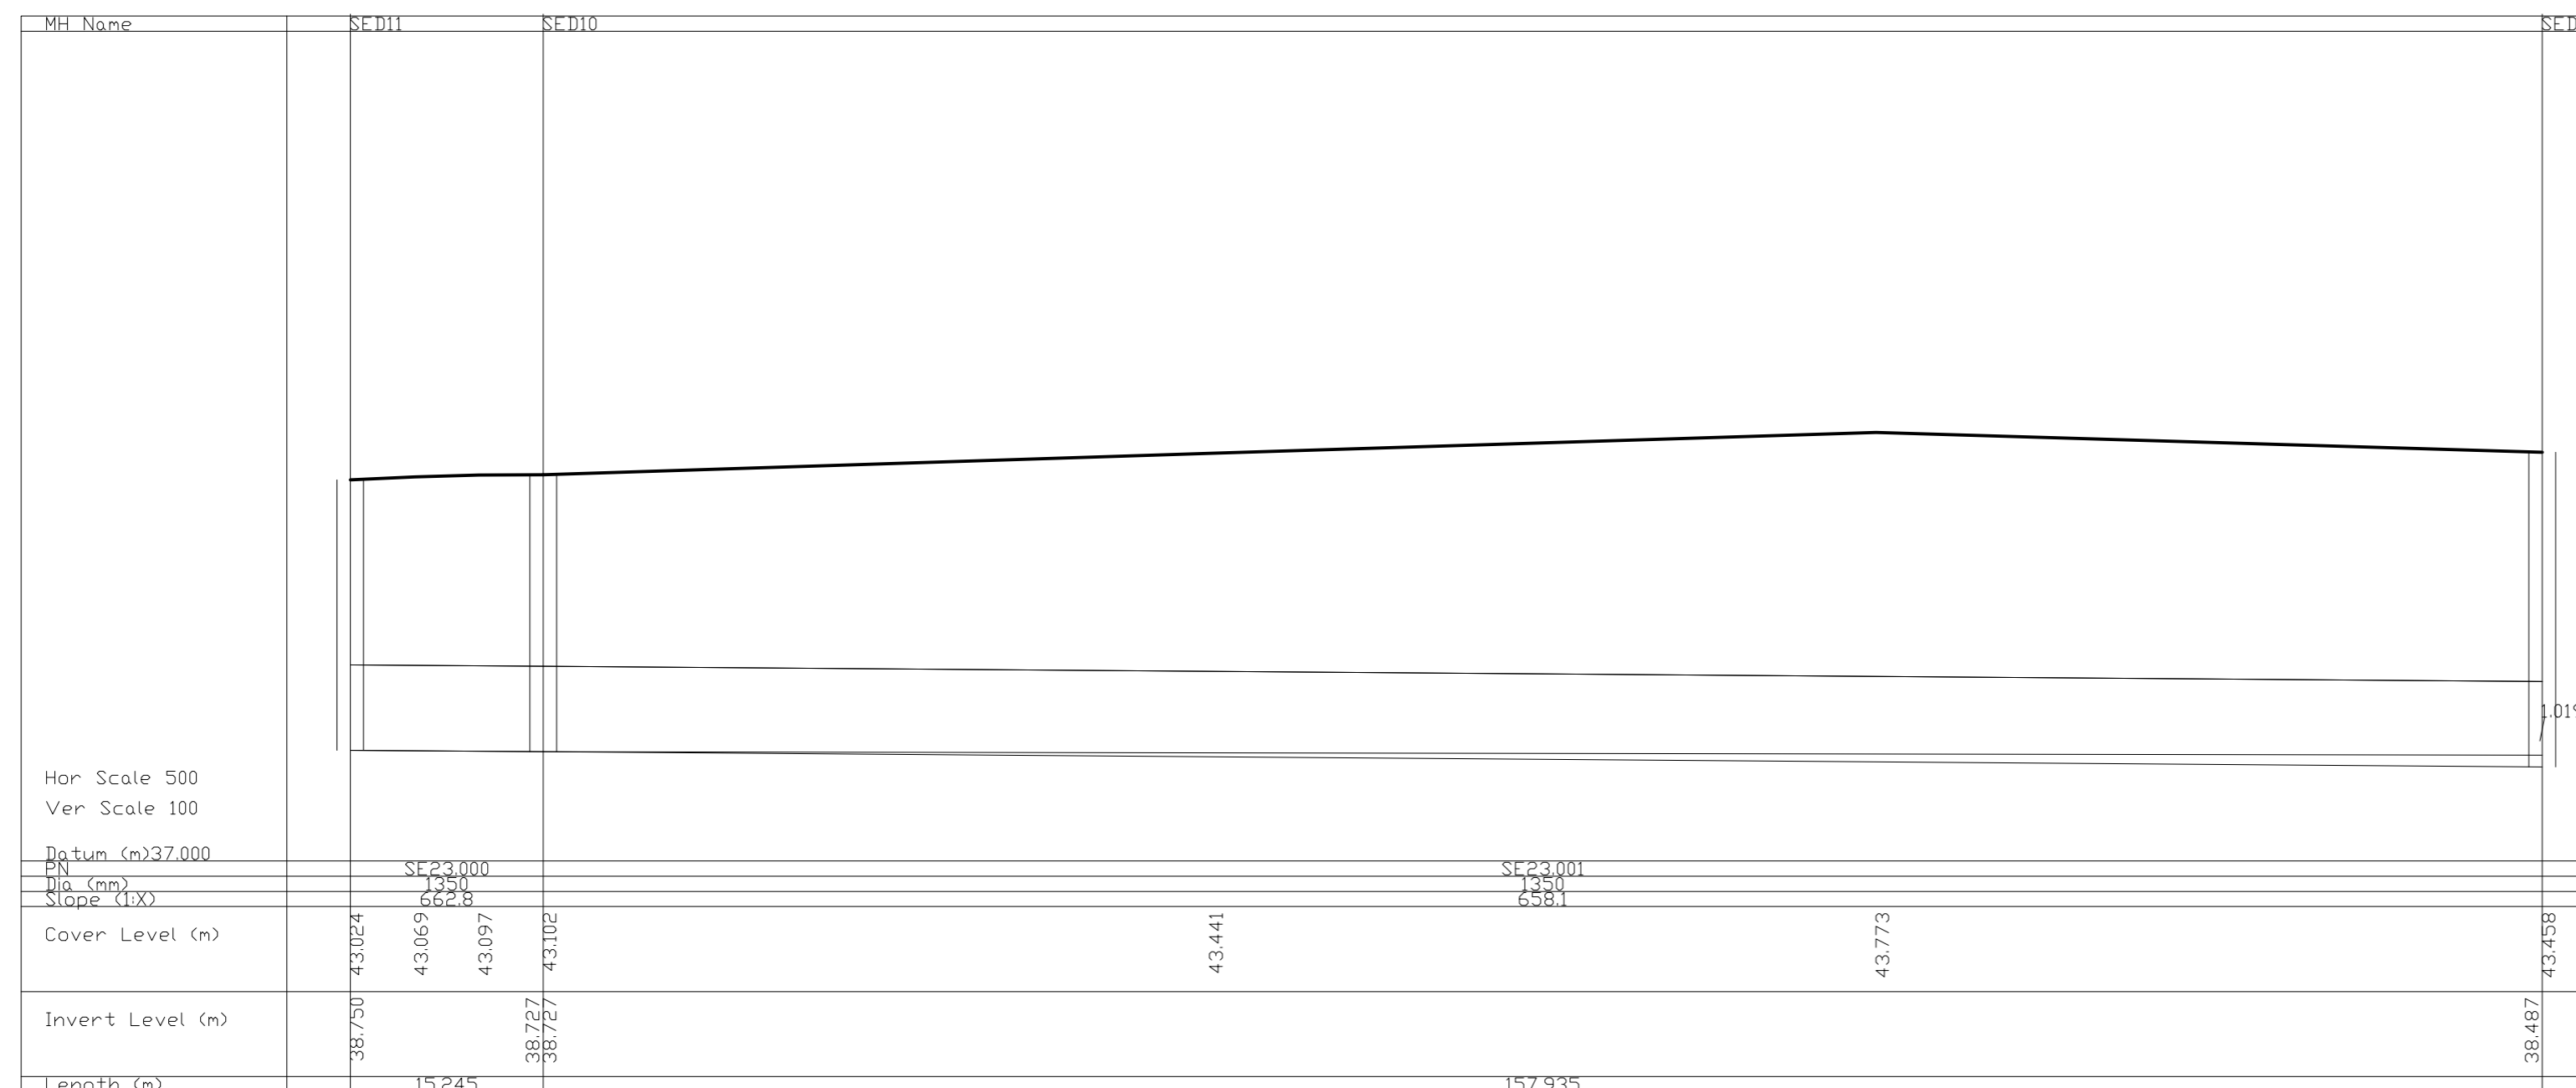 MH Name SED11 SED10 SED
1.01
Hor Scale 500
Ver Scale 100
Datum (m)37.000
PN SE23.000 SE23.001
Dia (mm) 1350 1350
Slope (1:X) 662.8 658.1
Cover Level (m) 43.024 43.069 43.097 43.102 43.441 43.773 43.458
Invert Level (m) 38.750 38.727 38.727 38.487
Length (m) 15.245 157.935